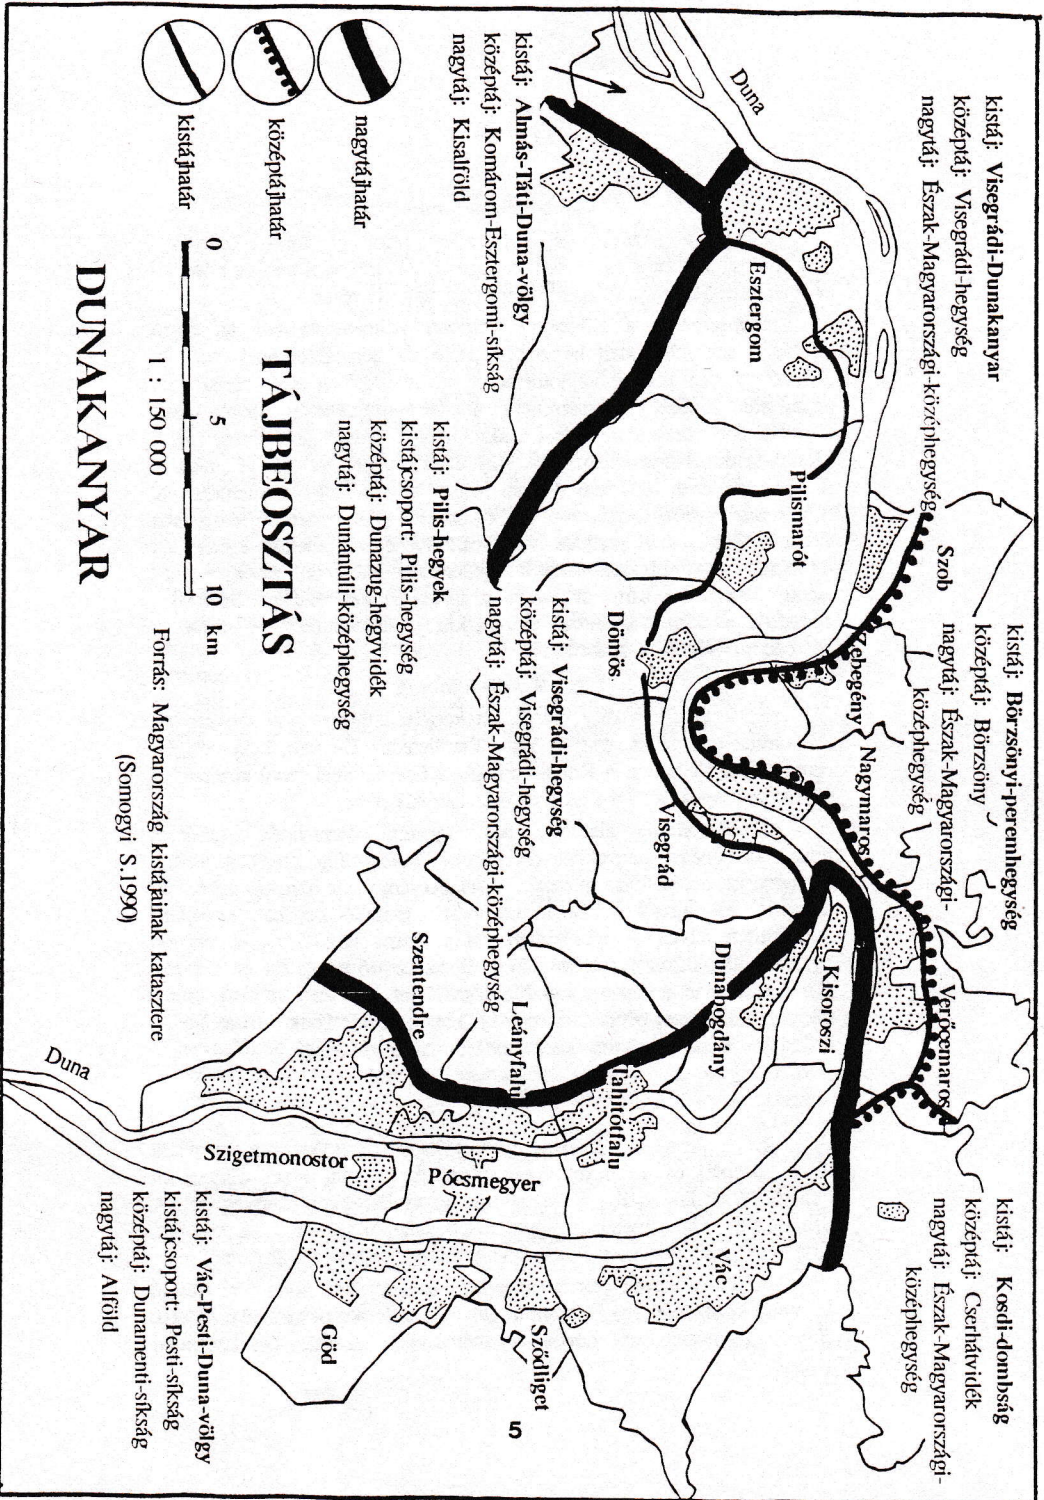 kistáj: Visegrádi-Dunakanyar
középtáj: Visegrádi-hegység
nagytáj: Észak-Magyarországi-középhegység
kistáj: Börzsönyi-peremhegység
középtáj: Börzsöny
nagytáj: Észak-Magyarországi-
középhegység
kistáj: Kosdi-dombság
középtáj: Cserhátvidék
nagytáj: Észak-Magyarországi-
középhegység
Duna
Szob
Zebegény
Nagymaros
Verőcemaros
Kisoroszi
Esztergom
Pilismarót
Dömös
Visegrád
Dunabogdány
Tahitótfalu
Vác
kistáj: Almás-Táti-Duna-völgy
középtáj: Komárom-Esztergomi-síkság
nagytáj: Kisalföld
kistáj: Visegrádi-hegység
középtáj: Visegrádi-hegység
nagytáj: Észak-Magyarországi-középhegység
kistáj: Pilis-hegyek
kistájcsoport: Pilis-hegység
középtáj: Dunazug-hegyvidék
nagytáj: Dunántúli-középhegység
Leányfalu
Szentendre
Pócsmegyer
Szigetmonostor
Sződliget
Göd
5
Duna
kistáj: Vác-Pesti-Duna-völgy
kistájcsoport: Pesti-síkság
középtáj: Dunamenti-síkság
nagytáj: Alföld
nagytájhatár
középtájhatár
kistájhatár
TÁJBEOSZTÁS
0 5 10 km
1 : 150 000
DUNAKANYAR
Forrás: Magyarország kistájainak katasztere
(Somogyi S.1990)